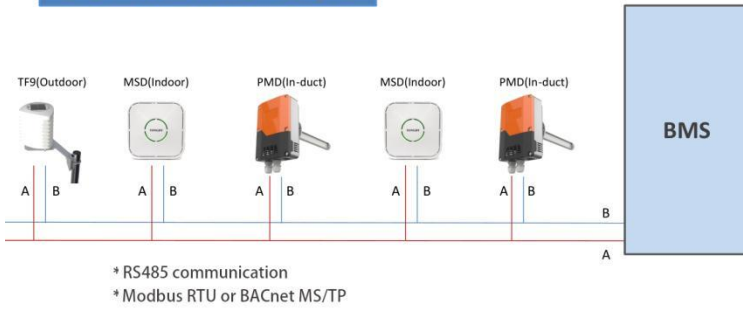 TF9(Outdoor) MSD(Indoor) PMD(In-duct) MSD(Indoor) PMD(In-duct)
BMS
A B A B A B A B A B
B
A
* RS485 communication
* Modbus RTU or BACnet MS/TP